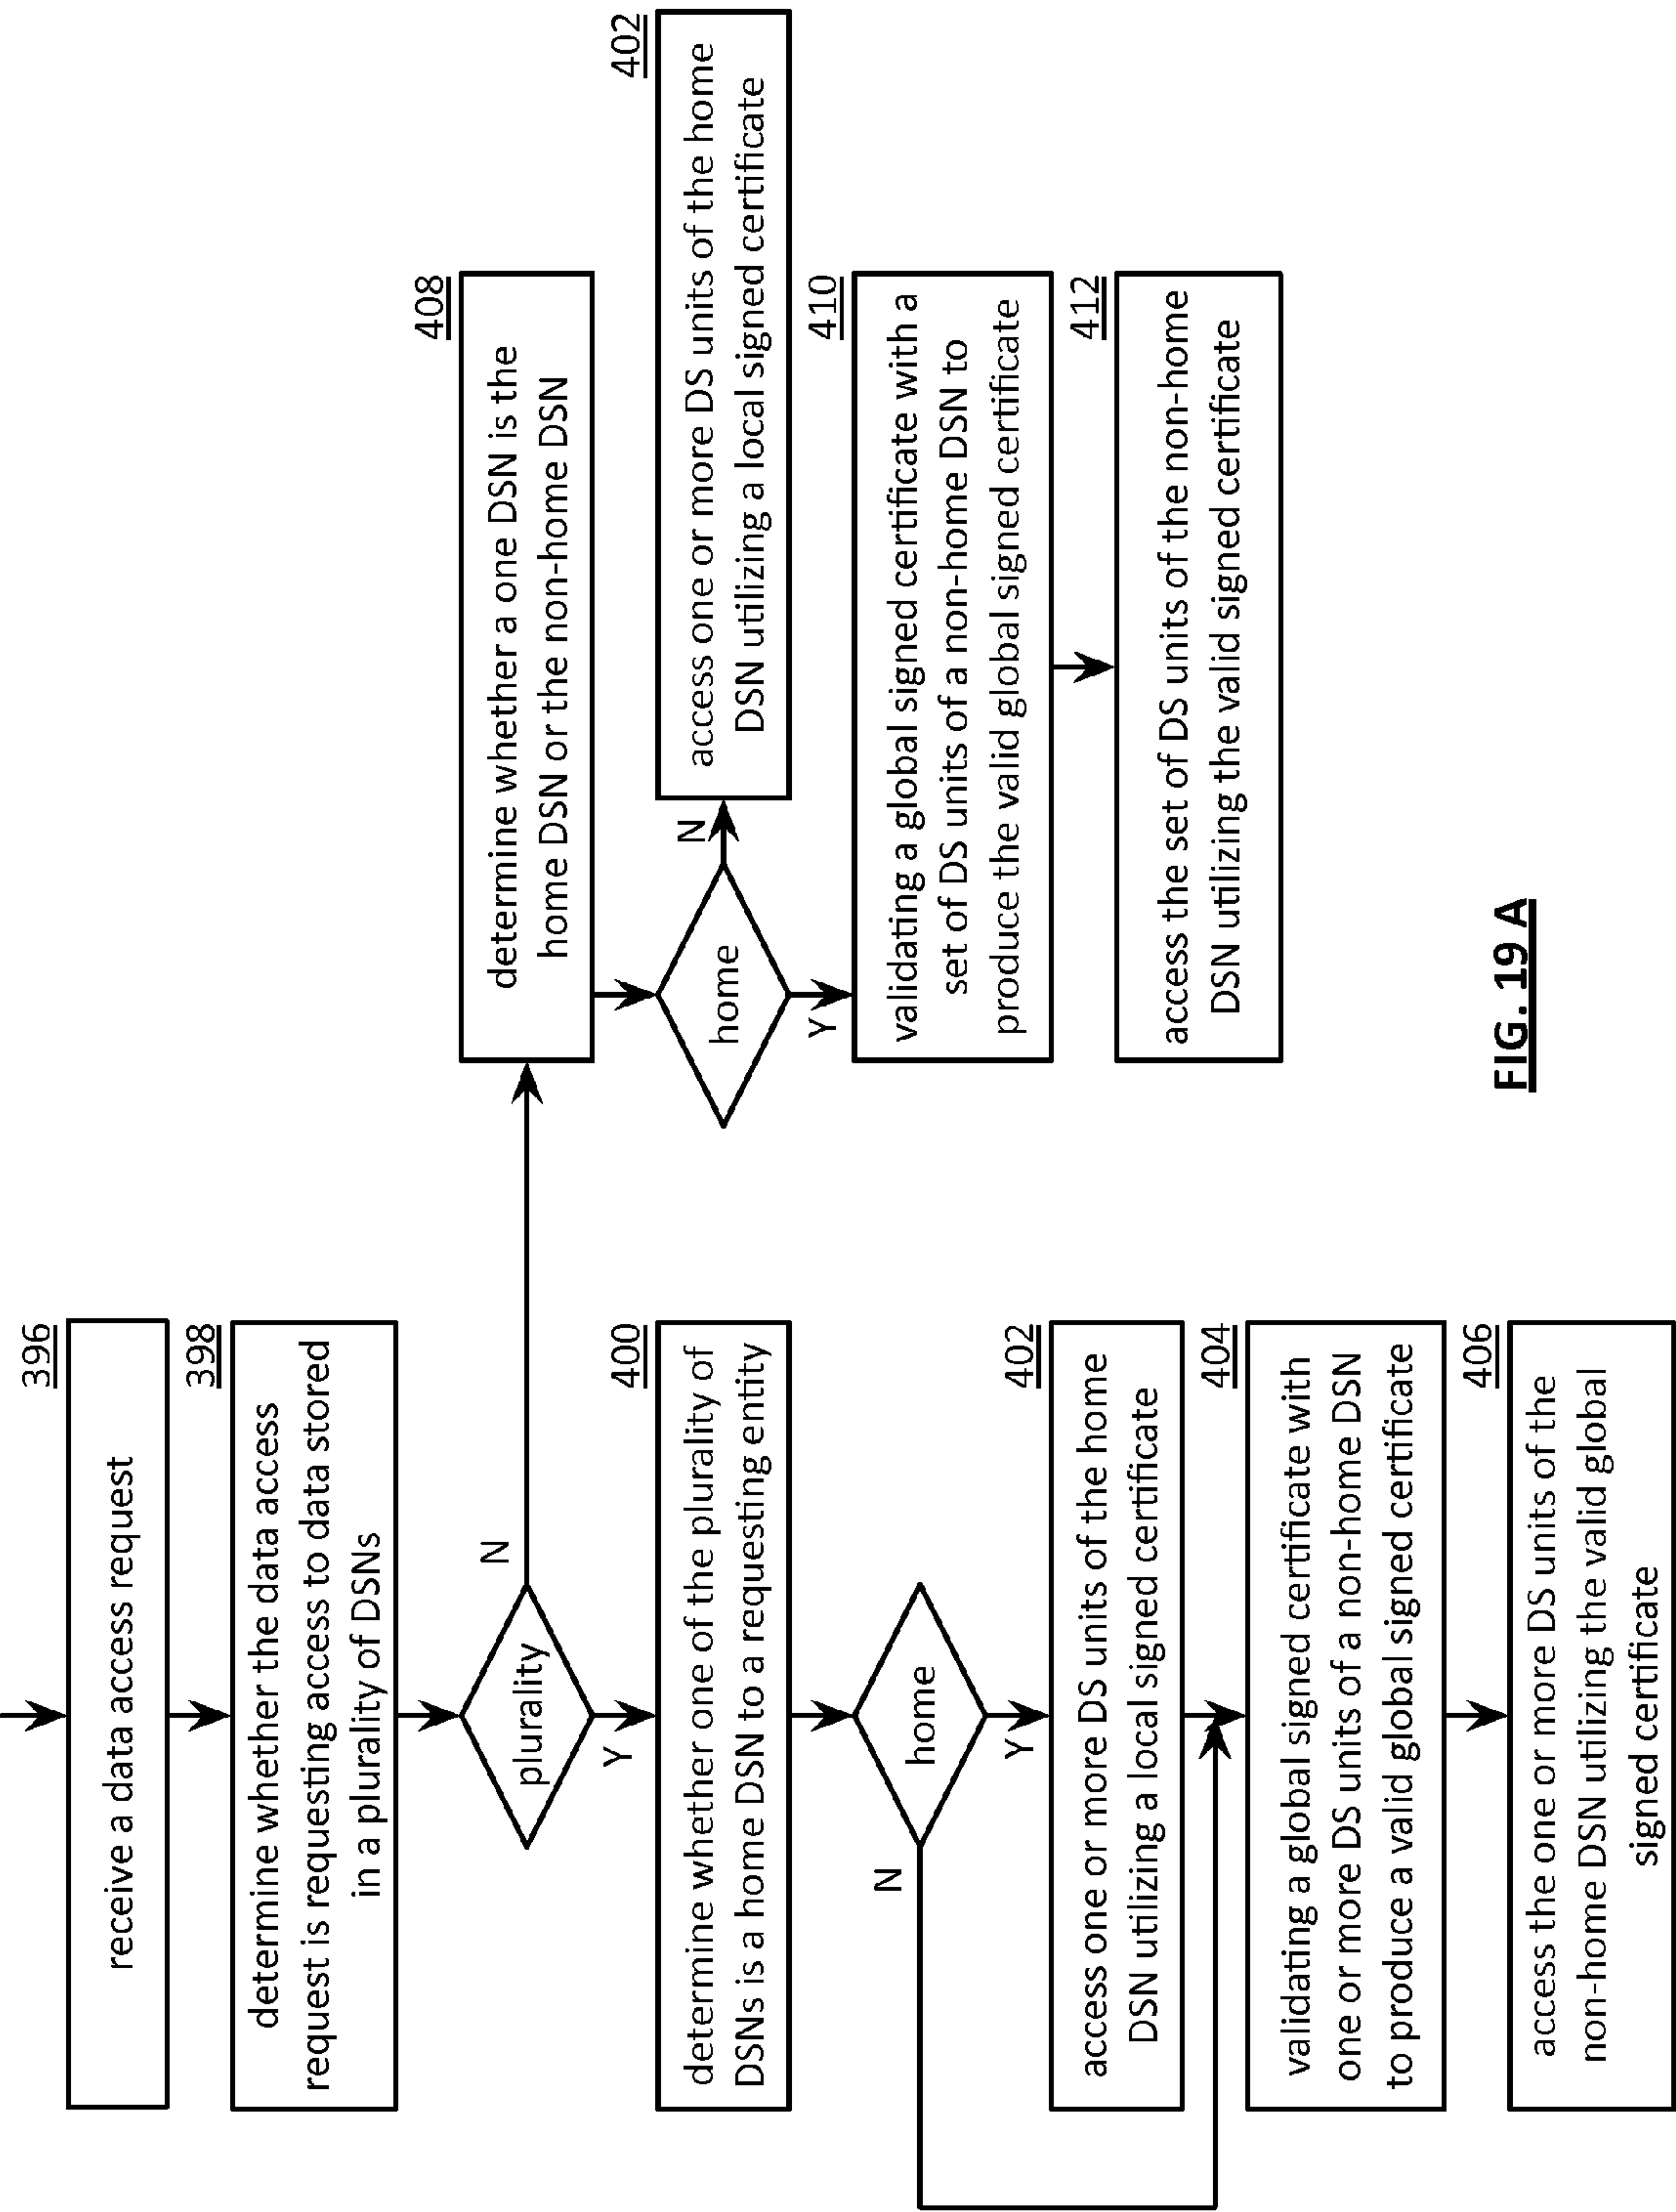 396
receive a data access request
398
determine whether the data access
request is requesting access to data stored
in a plurality of DSNs
plurality
N
Y
400
determine whether one of the plurality of
DSNs is a home DSN to a requesting entity
home
N
Y
402
access one or more DS units of the home
DSN utilizing a local signed certificate
404
validating a global signed certificate with
one or more DS units of a non-home DSN
to produce a valid global signed certificate
406
access the one or more DS units of the
non-home DSN utilizing the valid global
signed certificate
408
determine whether a one DSN is the
home DSN or the non-home DSN
home
N
Y
402
access one or more DS units of the home
DSN utilizing a local signed certificate
410
validating a global signed certificate with a
set of DS units of a non-home DSN to
produce the valid global signed certificate
412
access the set of DS units of the non-home
DSN utilizing the valid signed certificate
FIG. 19 A